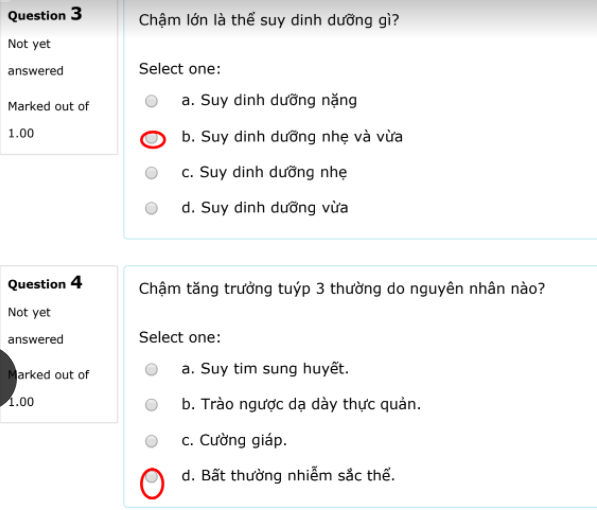 Question 3
Not yet
answered
Marked out of
1.00
Chậm lớn là thể suy dinh dưỡng gì?
Select one:
a. Suy dinh dưỡng nặng
b. Suy dinh dưỡng nhẹ và vừa
c. Suy dinh dưỡng nhẹ
d. Suy dinh dưỡng vừa
Question 4
Not yet
answered
Marked out of
1.00
Chậm tăng trưởng tuýp 3 thường do nguyên nhân nào?
Select one:
a. Suy tim sung huyết.
b. Trào ngược dạ dày thực quản.
c. Cường giáp.
d. Bất thường nhiễm sắc thể.